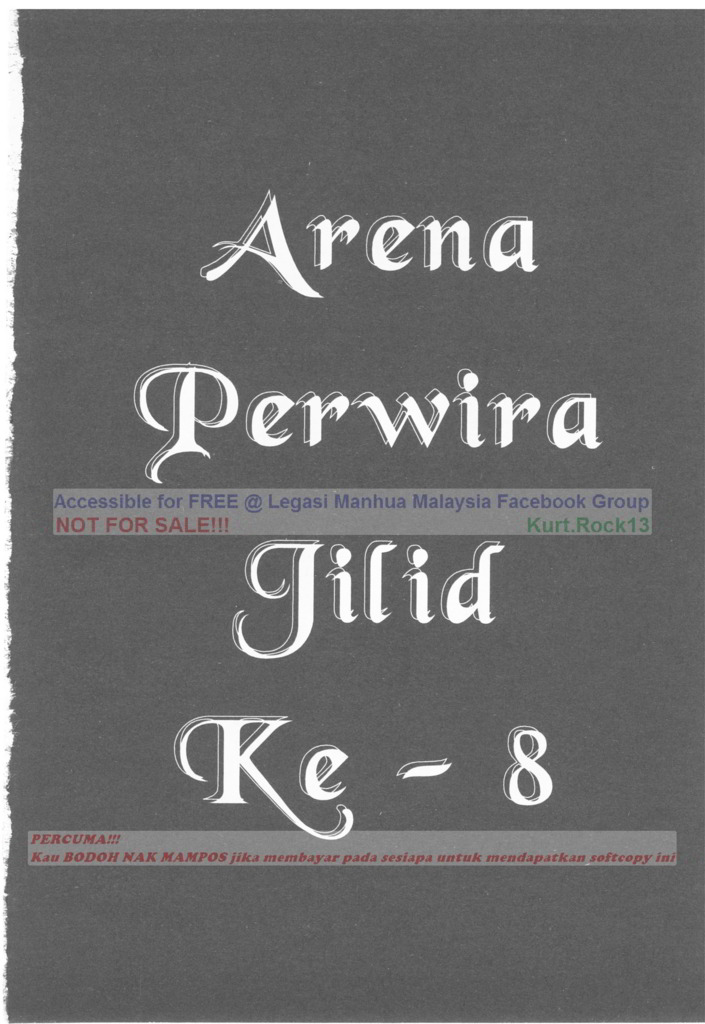 Arena
Perwira
Accessible for FREE @ Legasi Manhua Malaysia Facebook Group
NOT FOR SALE!!! Kurt.Rock13
Jilid
Ke - 8
PERCUMA!!!
Kau BODOH NAK MAMPOS jika membayar pada sesiapa untuk mendapatkan softcopy ini